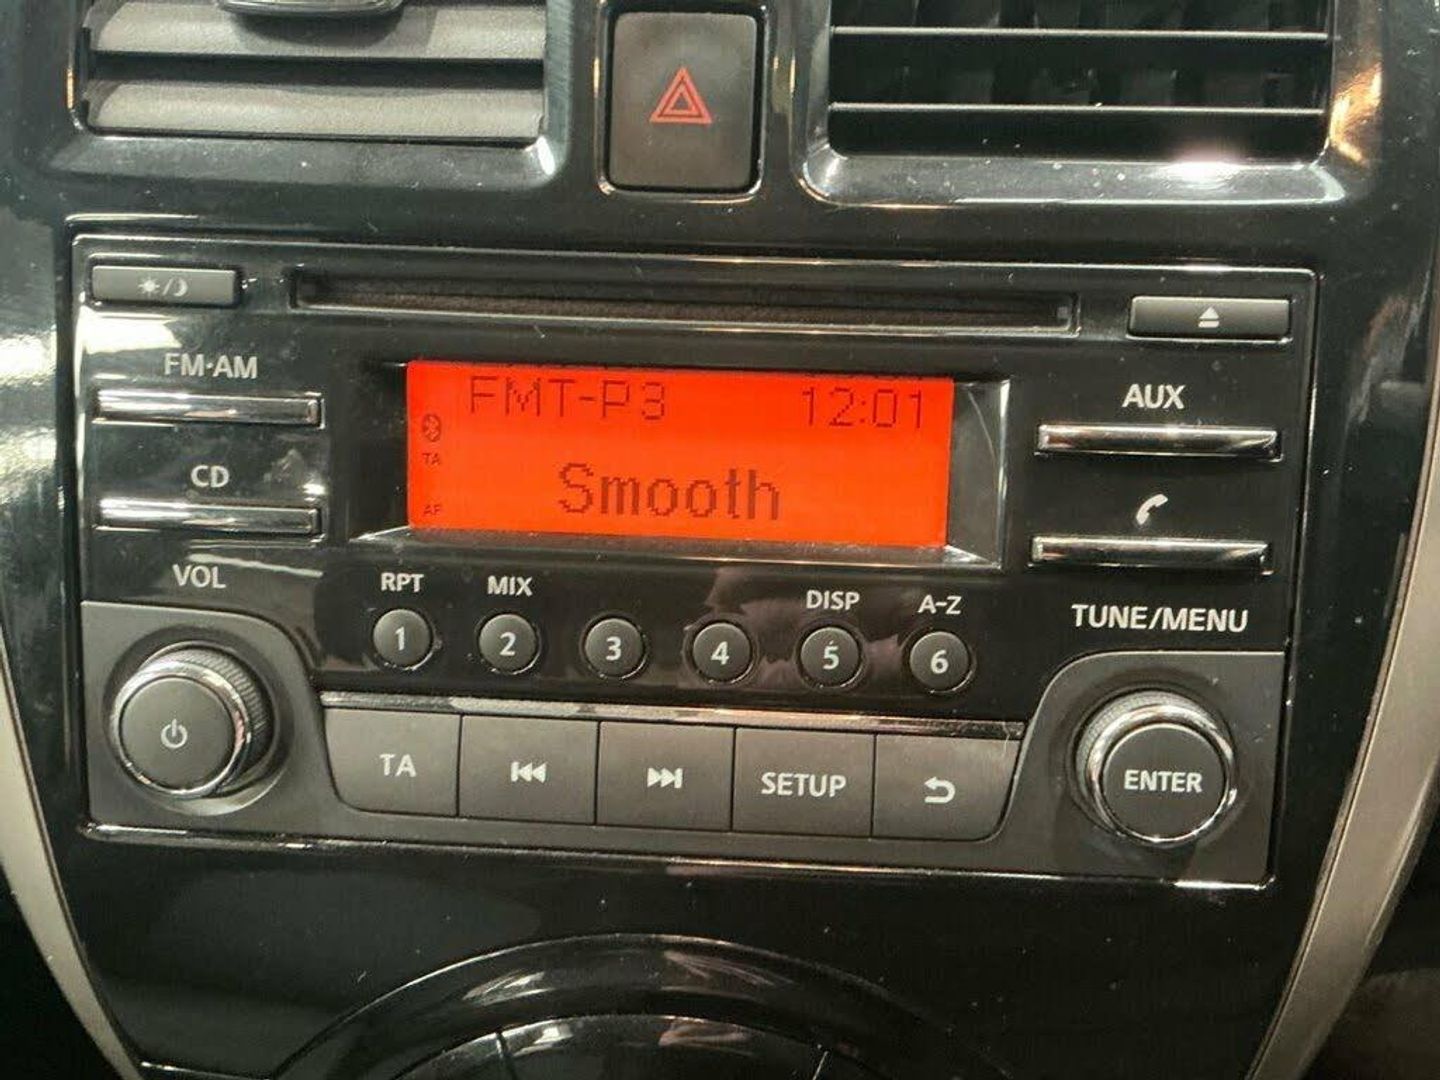 FM·AM
CD
VOL
FMT-P3 12:01
TA
Smooth
AF
AUX
TUNE/MENU
RPT MIX DISP A-Z
1 2 3 4 5 6
TA SETUP
ENTER